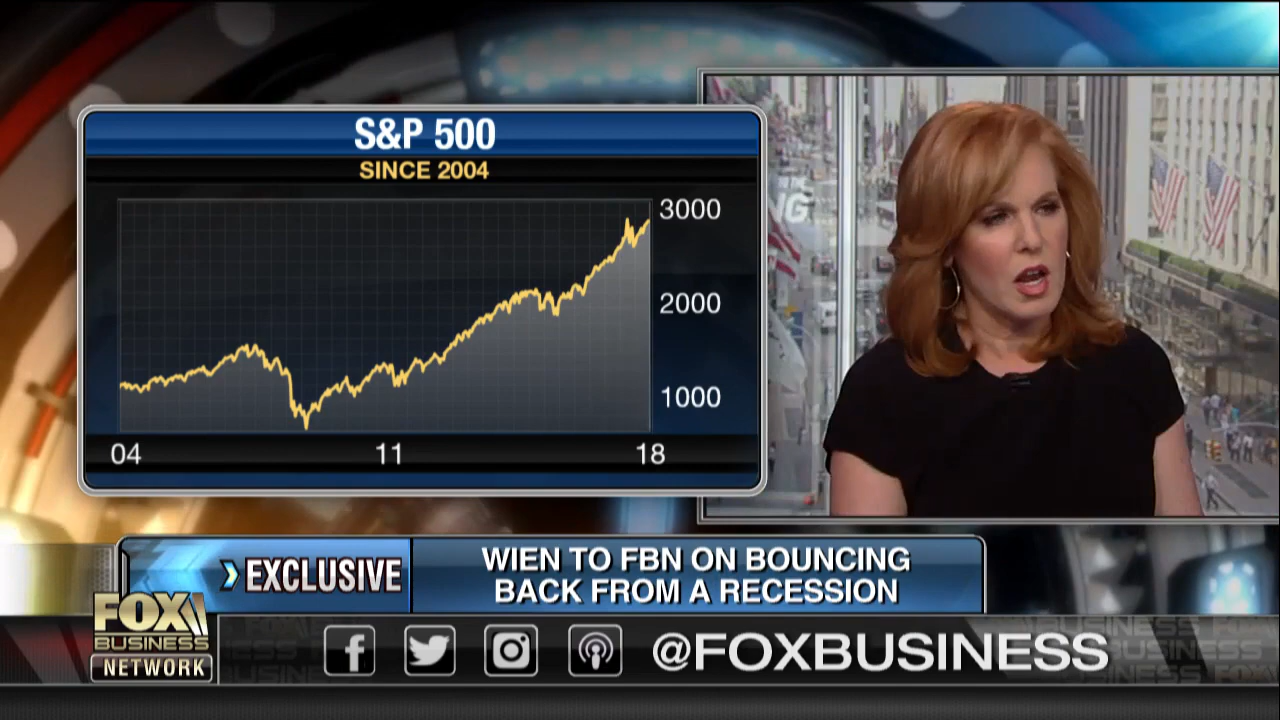 S&P 500
SINCE 2004
3000
2000
1000
04 11 18
NG
EXCLUSIVE
WIEN TO FBN ON BOUNCING
BACK FROM A RECESSION
FOX
BUSINESS
NETWORK
@FOXBUSINESS